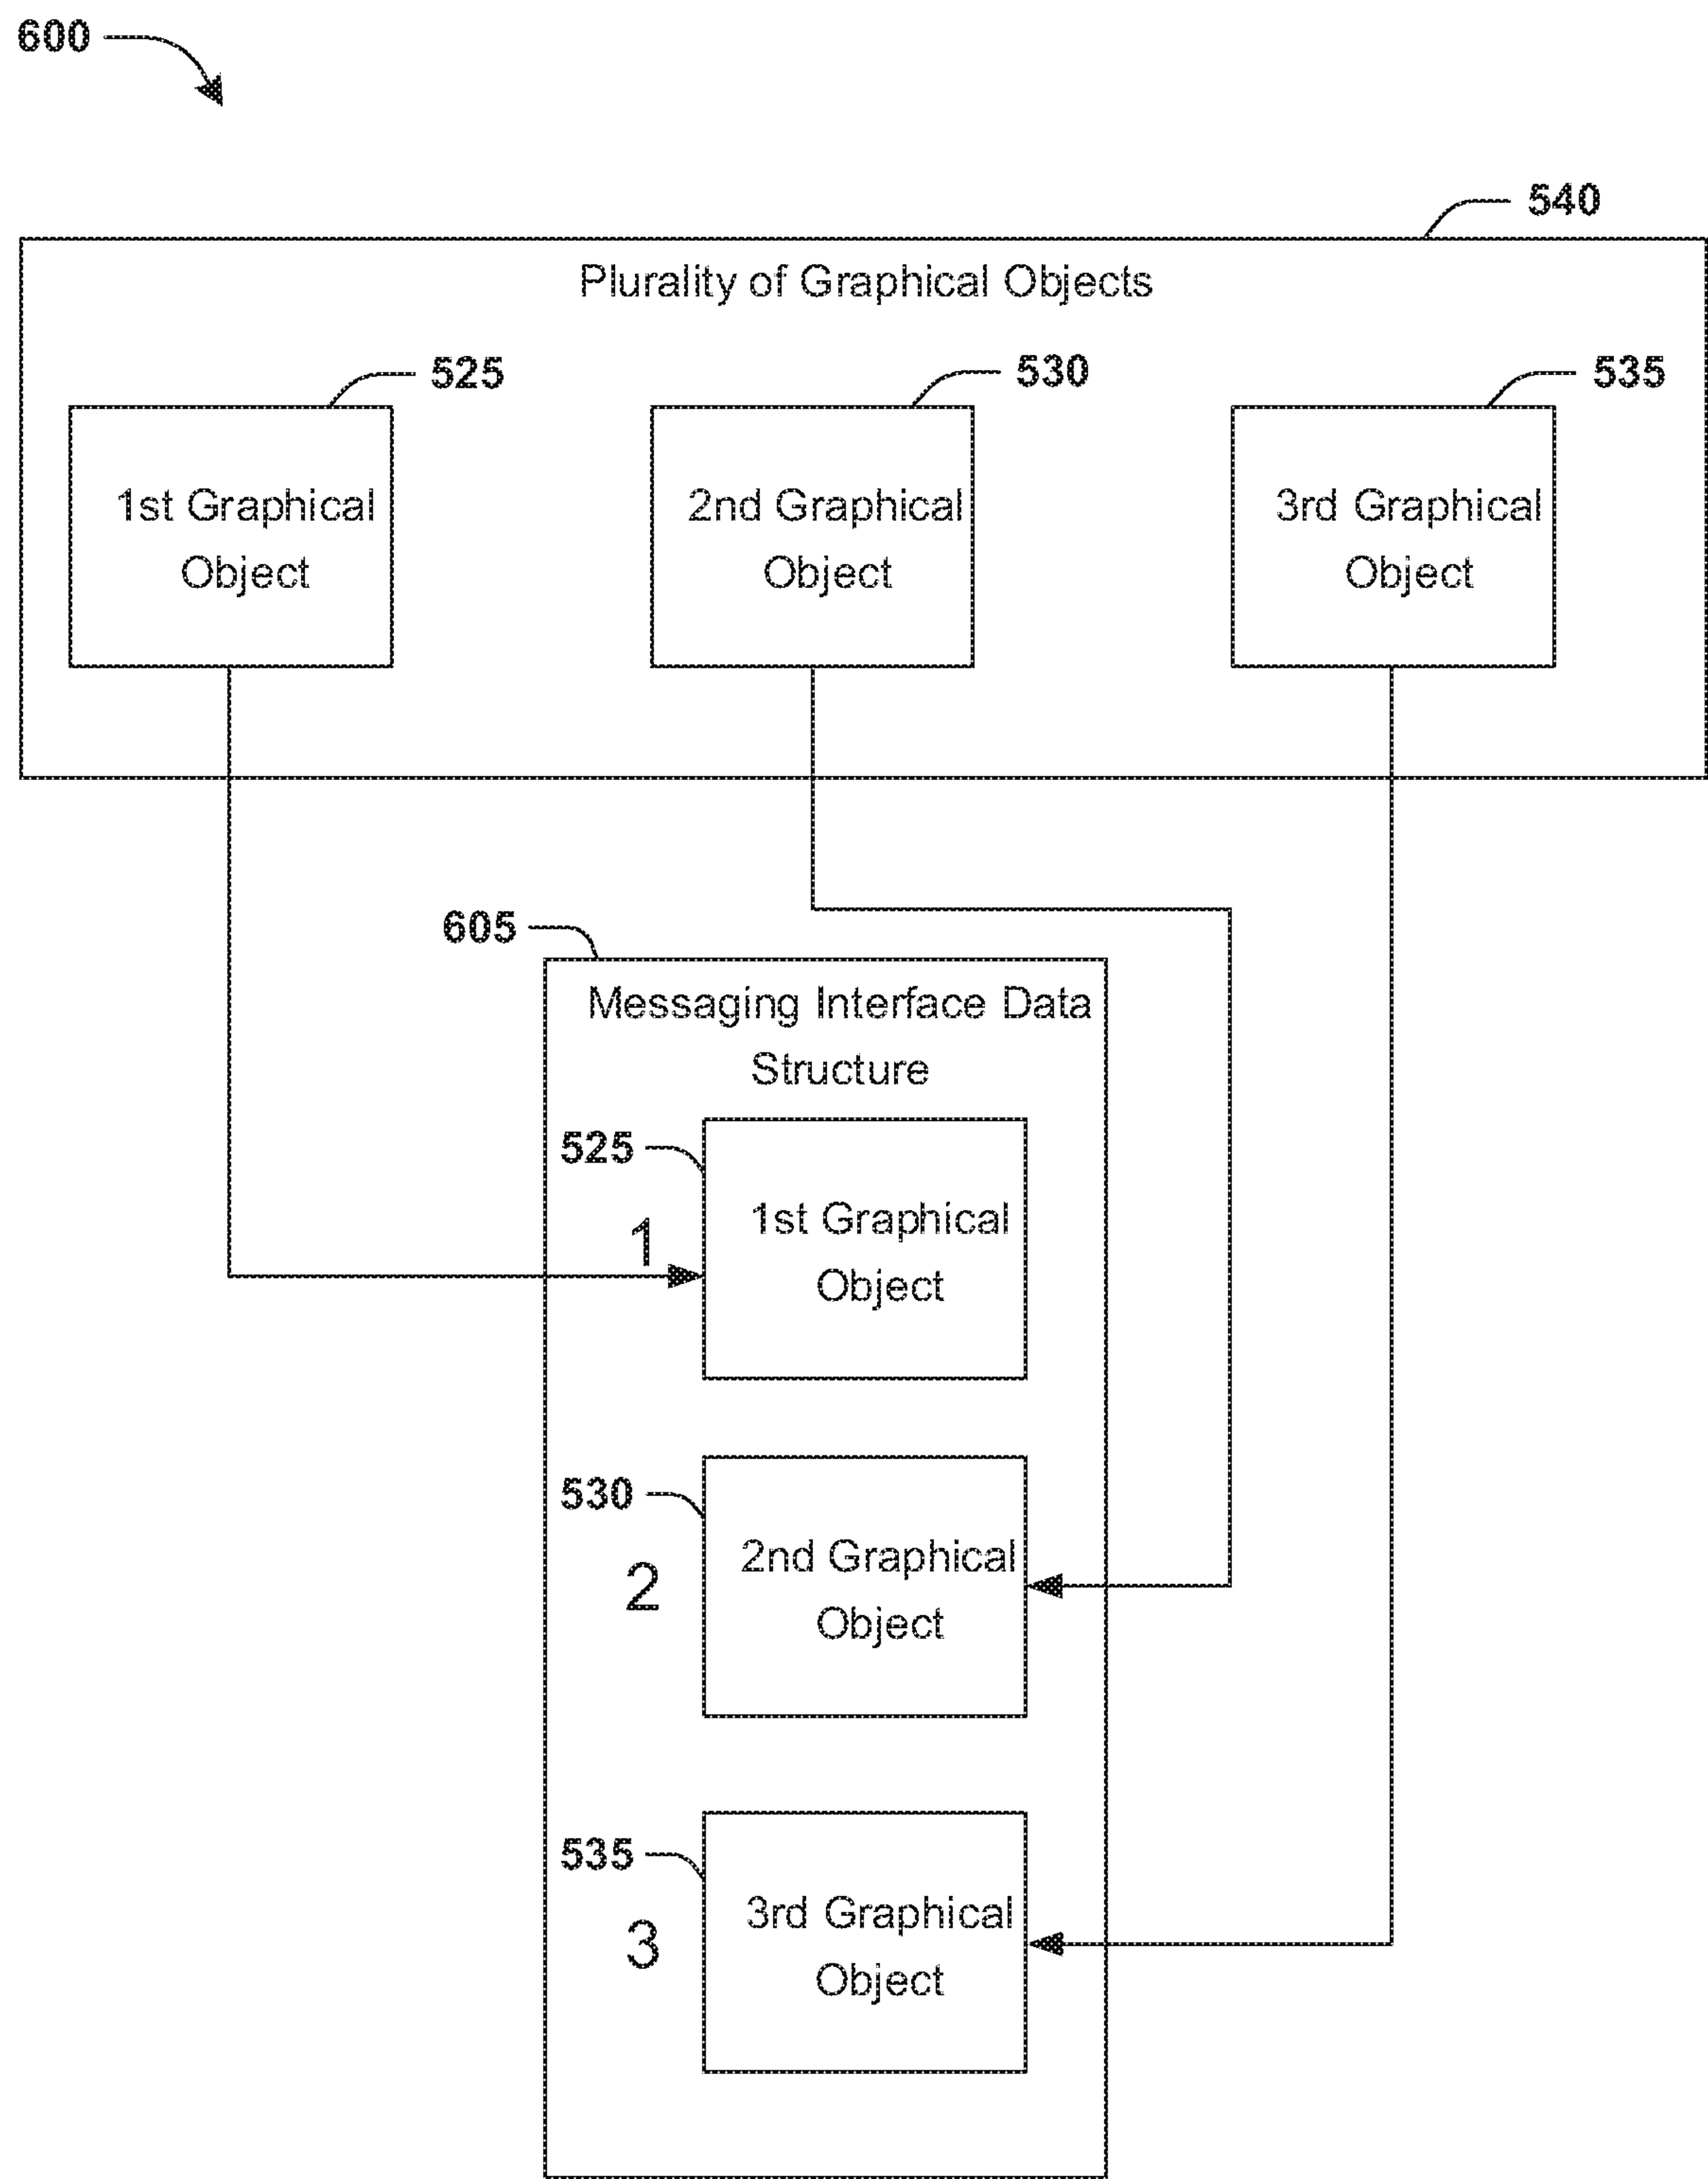 600
540
Plurality of Graphical Objects
525
530
535
1st Graphical
Object
2nd Graphical
Object
3rd Graphical
Object
605
Messaging Interface Data
Structure
525
1
1st Graphical
Object
530
2
2nd Graphical
Object
535
3
3rd Graphical
Object